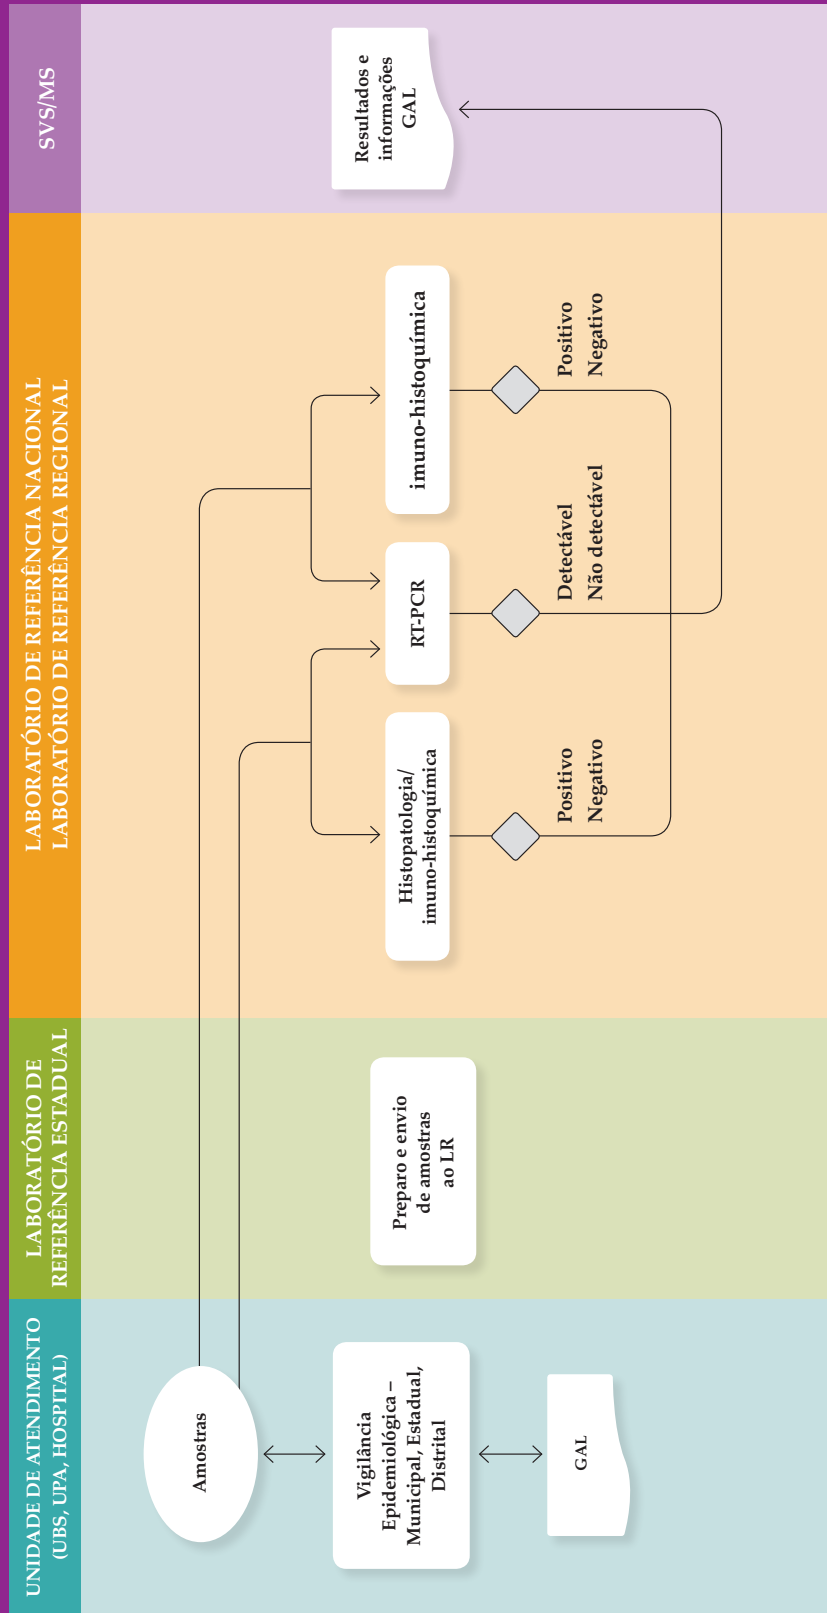 UNIDADE DE ATENDIMENTO
(UBS, UPA, HOSPITAL)
Amostras
Vigilância
Epidemiológica –
Municipal, Estadual,
Distrital
GAL
LABORATÓRIO DE
REFERÊNCIA ESTADUAL
Preparo e envio
de amostras
ao LR
LABORATÓRIO DE REFERÊNCIA NACIONAL
LABORATÓRIO DE REFERÊNCIA REGIONAL
Histopatologia/
imuno-histoquímica
Positivo
Negativo
RT-PCR
Detectável
Não detectável
imuno-histoquímica
Positivo
Negativo
SVS/MS
Resultados e
informações
GAL